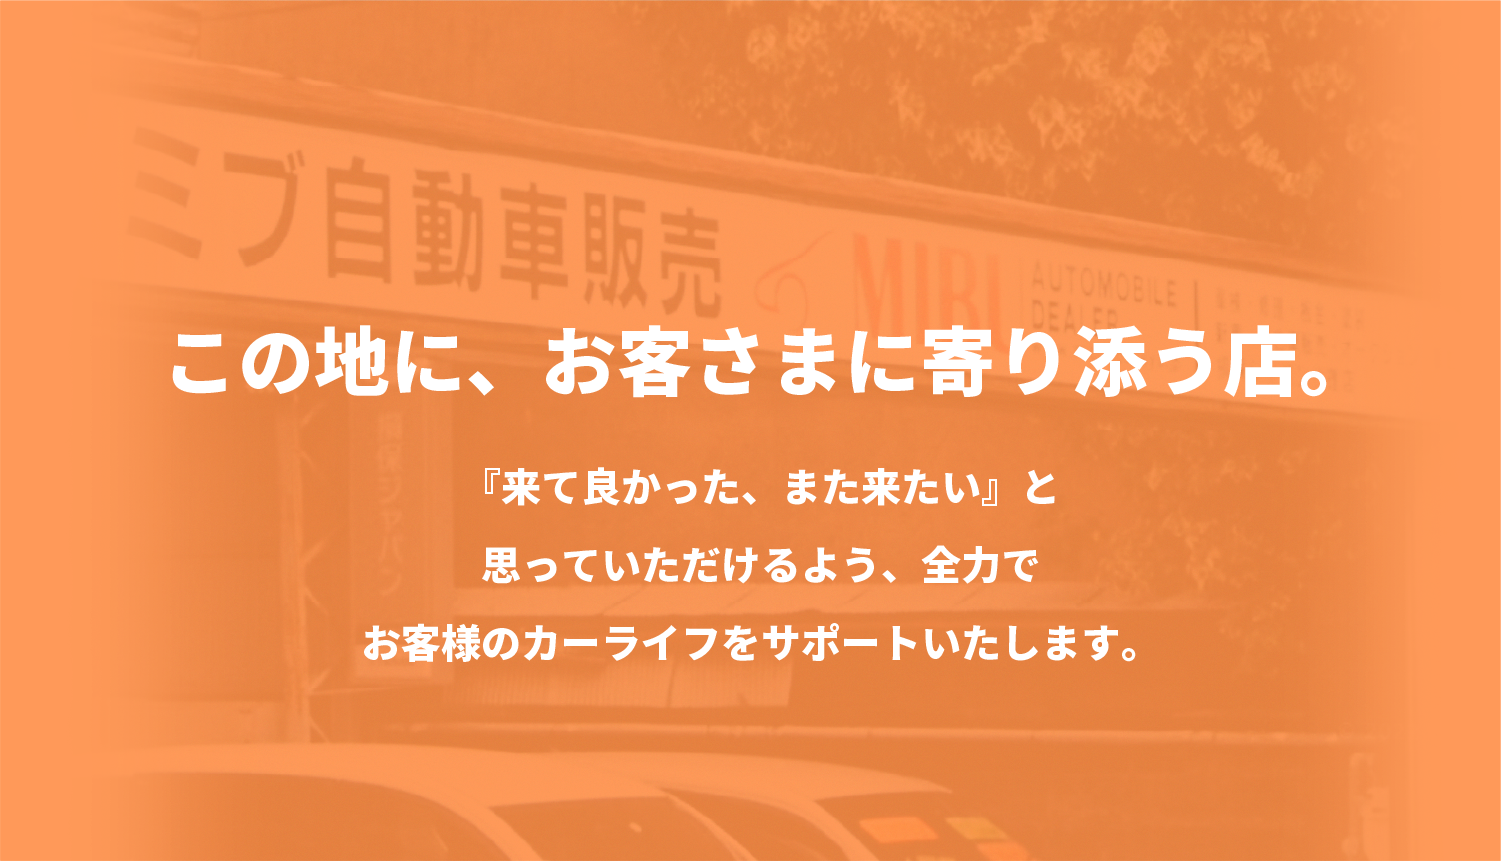 ミブ自動車販売
MIBU
AUTOMOBILE
DEALER
この地に、お客さまに寄り添う店。
『来て良かった、また来たい』と
思っていただけるよう、全力で
お客様のカーライフをサポートいたします。